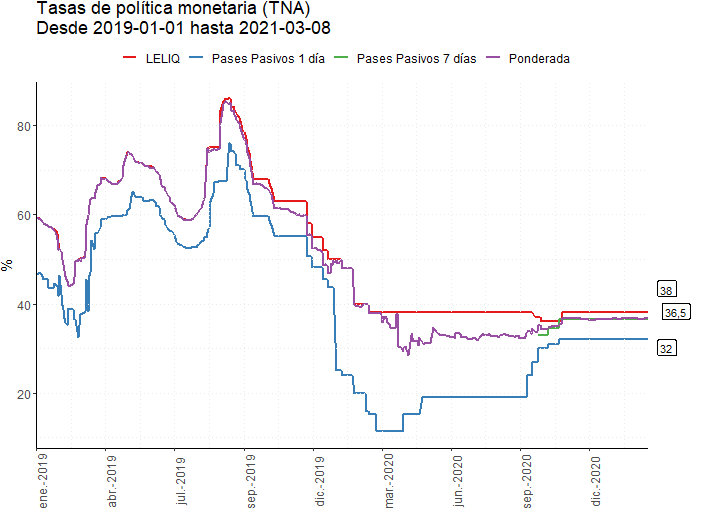 Tasas de política monetaria (TNA)
Desde 2019-01-01 hasta 2021-03-08
LELIQ Pases Pasivos 1 día Pases Pasivos 7 días Ponderada
%
80
60
40
20
38
36,5
32
ene.-2019 abr.-2019 jul.-2019 sep.-2019 dic.-2019 mar.-2020 jun.-2020 sep.-2020 dic.-2020